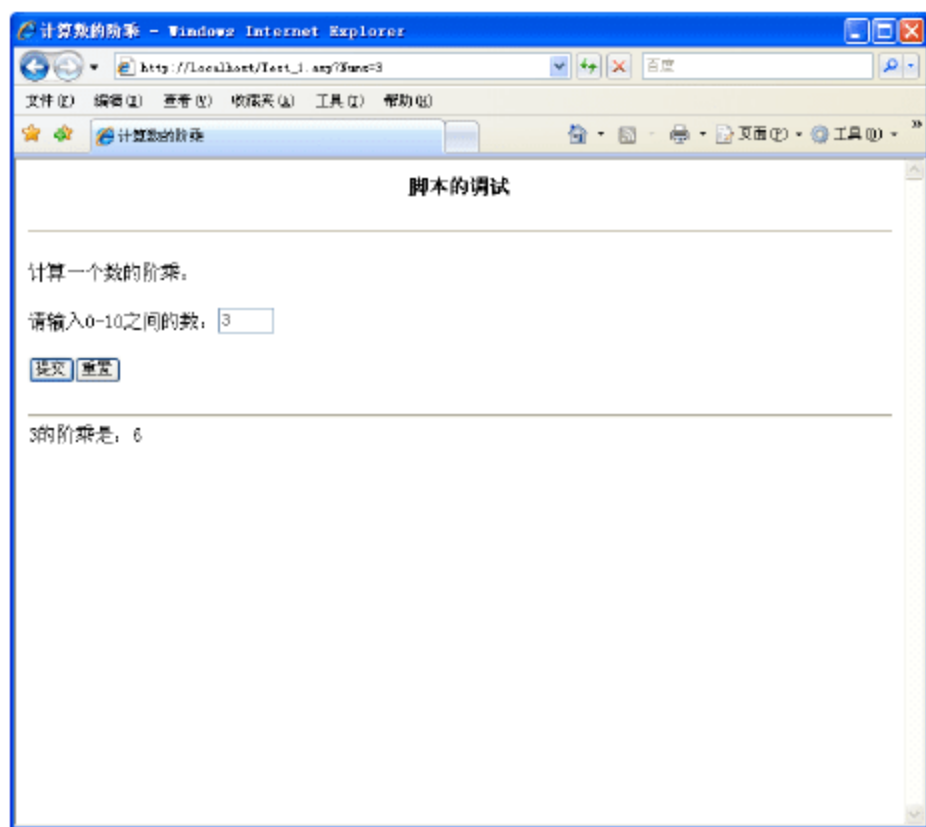 计算数的阶乘 - Windows Internet Explorer
http://localhost/Test_1.asp?Nums=3
百度
文件(F) 编辑(E) 查看(V) 收藏夹(A) 工具(T) 帮助(H)
计算数的阶乘
页面(P) 工具(O)
脚本的调试
计算一个数的阶乘:
请输入0-10之间的数: 3
提交 重置
3的阶乘是: 6